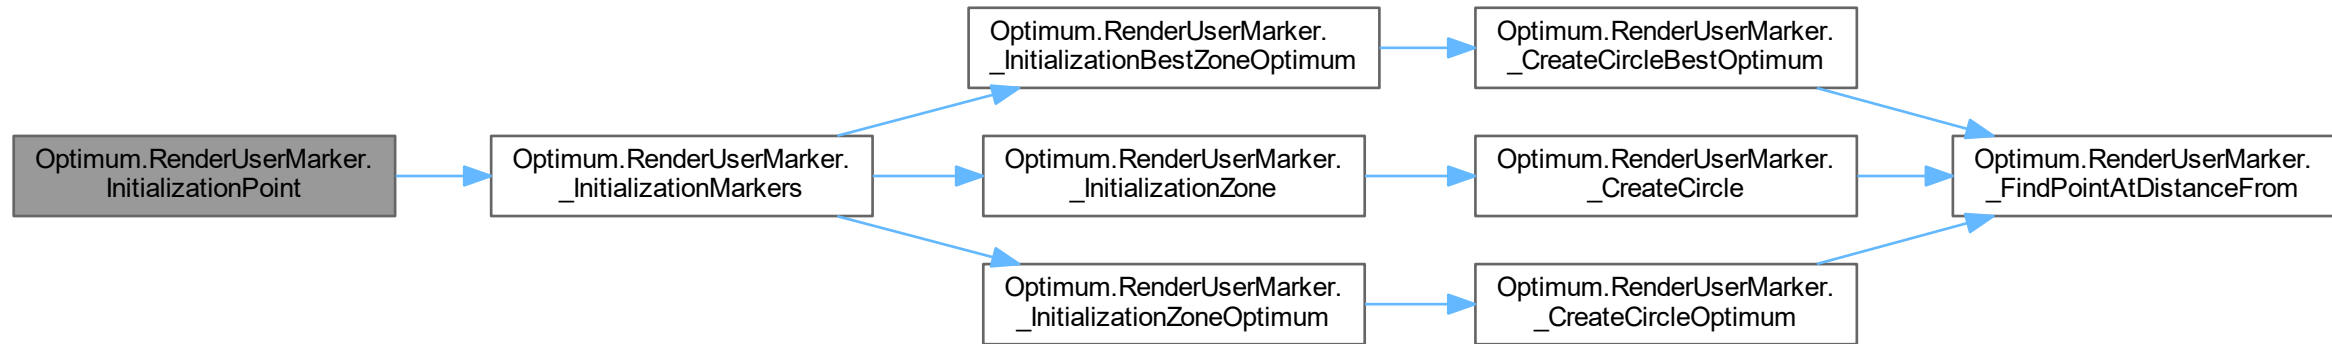 Optimum.RenderUserMarker.
InitializationPoint
Optimum.RenderUserMarker.
_InitializationMarkers
Optimum.RenderUserMarker.
_InitializationBestZoneOptimum
Optimum.RenderUserMarker.
_CreateCircleBestOptimum
Optimum.RenderUserMarker.
_InitializationZone
Optimum.RenderUserMarker.
_CreateCircle
Optimum.RenderUserMarker.
_FindPointAtDistanceFrom
Optimum.RenderUserMarker.
_InitializationZoneOptimum
Optimum.RenderUserMarker.
_CreateCircleOptimum